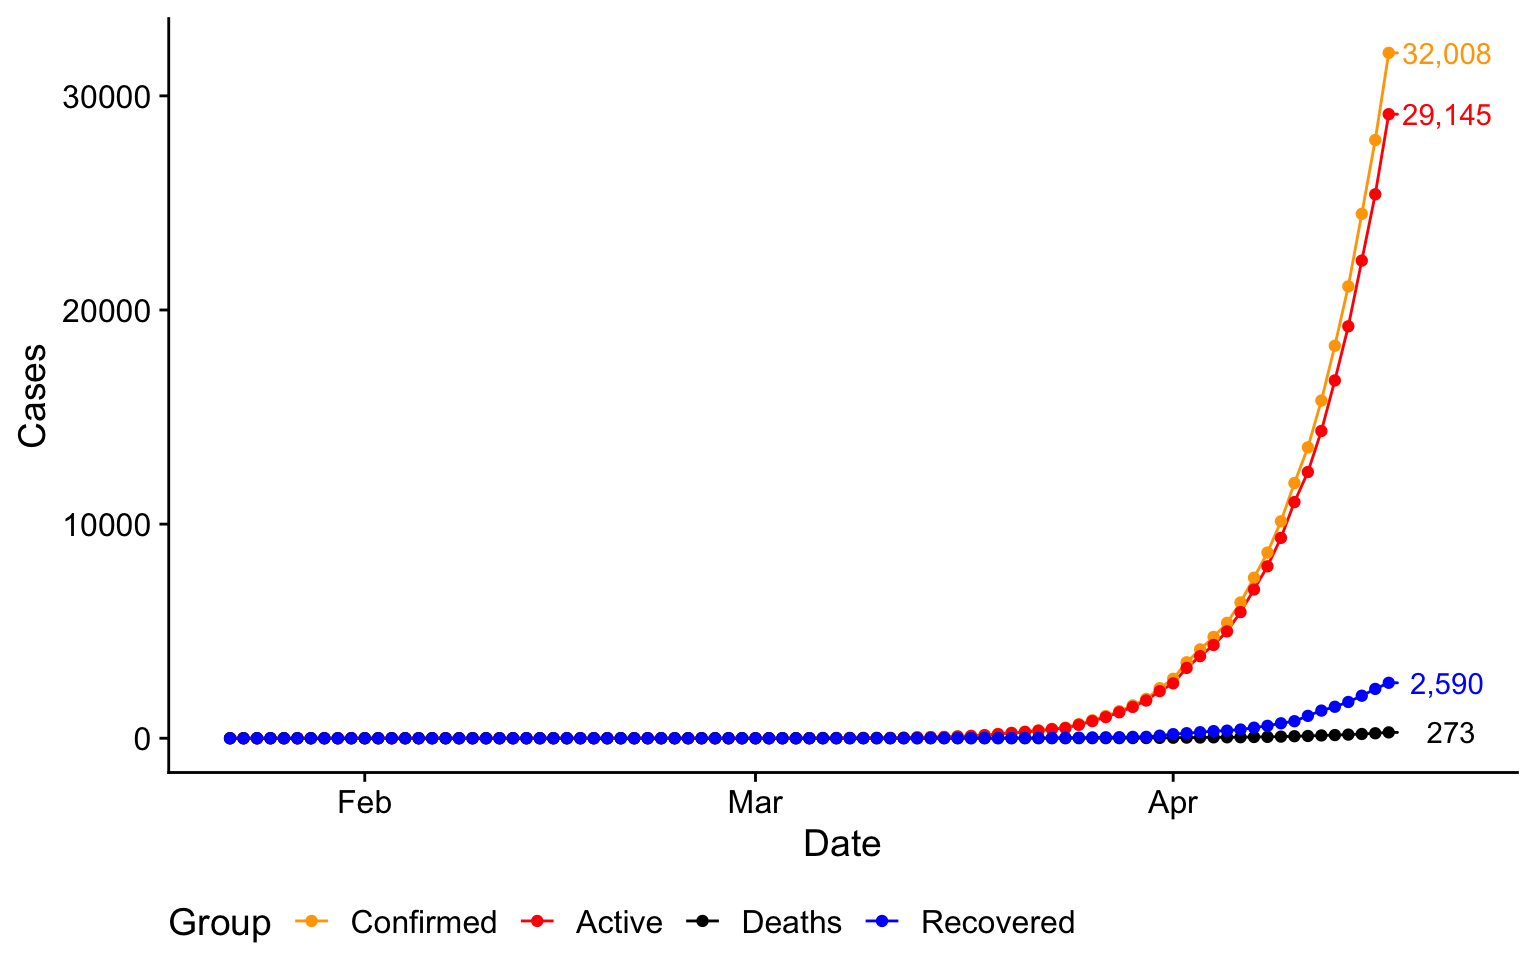 32,008
30000
29,145
20000
Cases
10000
2,590
273
0
Feb Mar Apr
Date
Group Confirmed Active Deaths Recovered